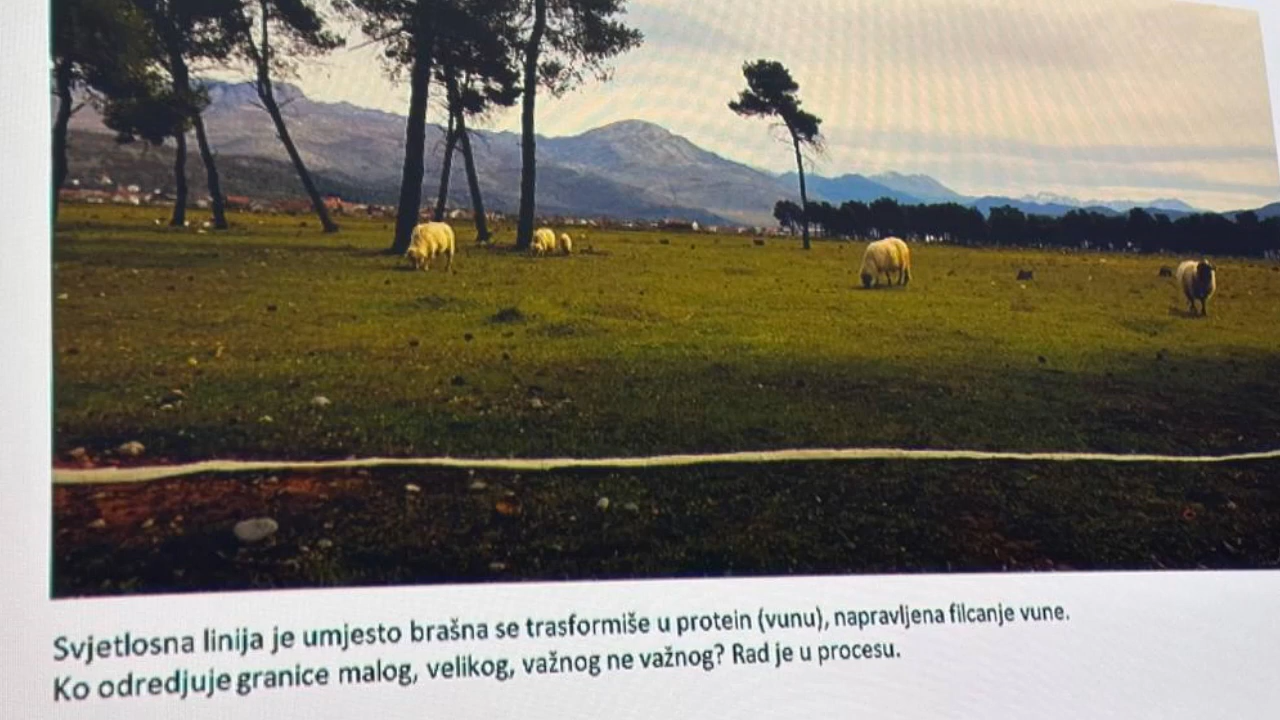 Svjetlosna linija je umjesto brašna se trasformiše u protein (vunu), napravljena filcanje vune.
Ko odredjuje granice malog, velikog, važnog ne važnog? Rad je u procesu.